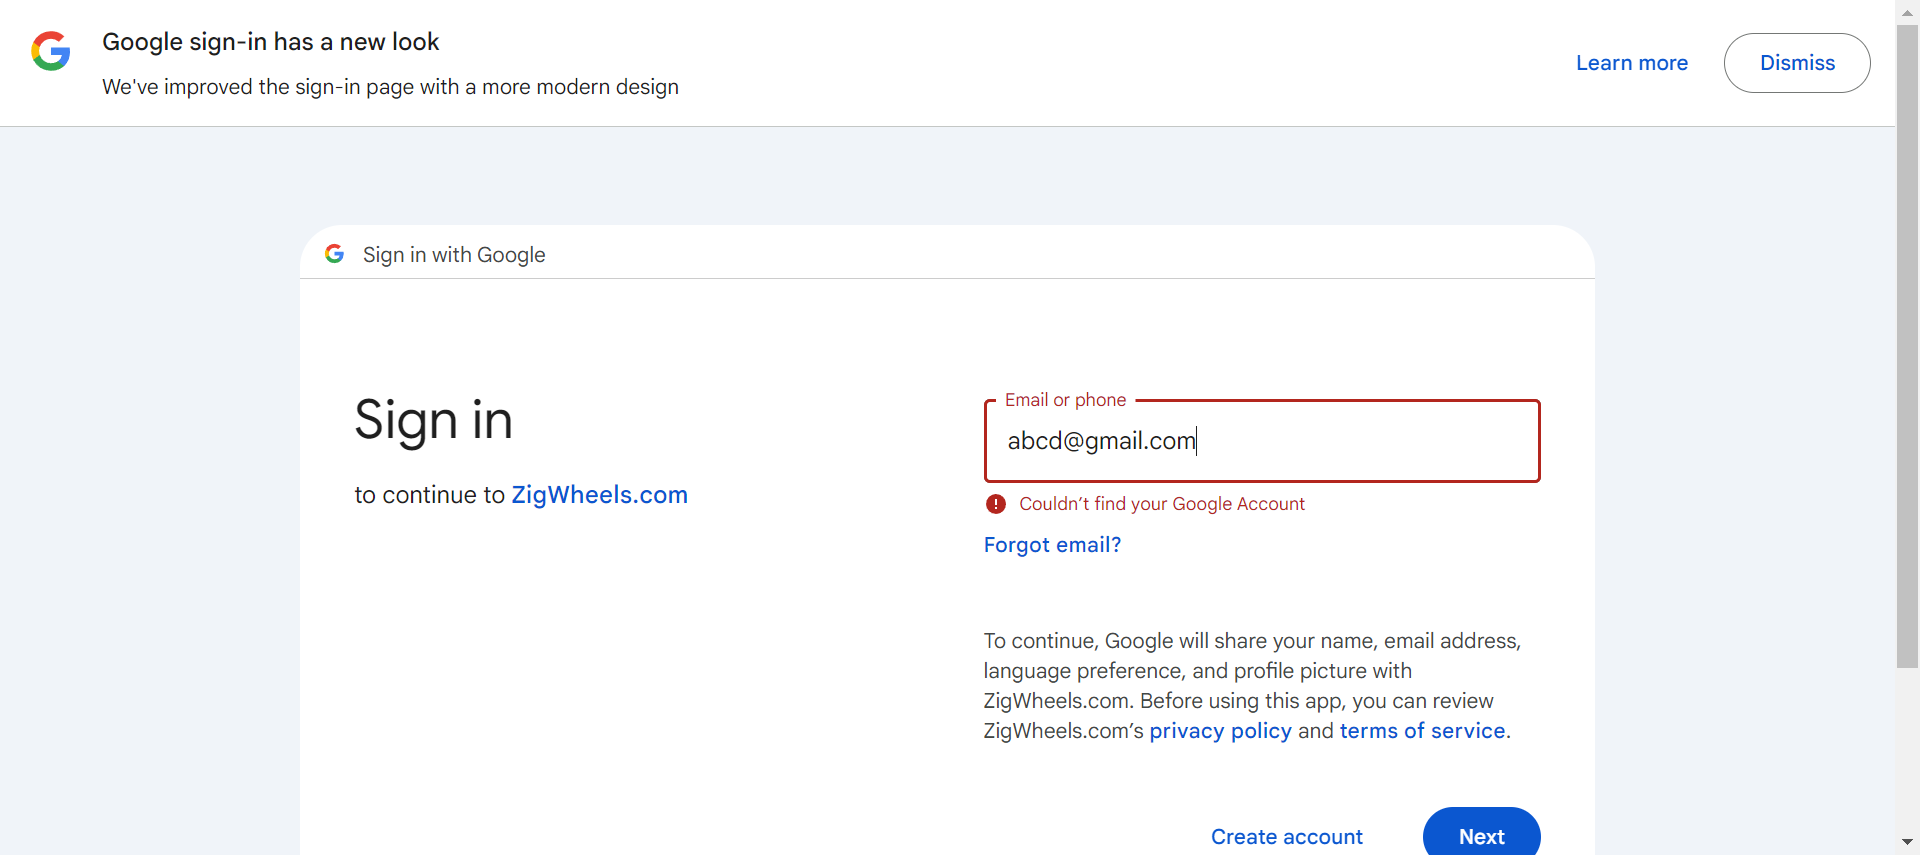 Google sign-in has a new look
We've improved the sign-in page with a more modern design
Learn more
Dismiss
Sign in with Google
Sign in
to continue to ZigWheels.com
Email or phone
abcd@gmail.com
Couldn’t find your Google Account
Forgot email?
To continue, Google will share your name, email address,
language preference, and profile picture with
ZigWheels.com. Before using this app, you can review
ZigWheels.com’s privacy policy and terms of service.
Create account
Next